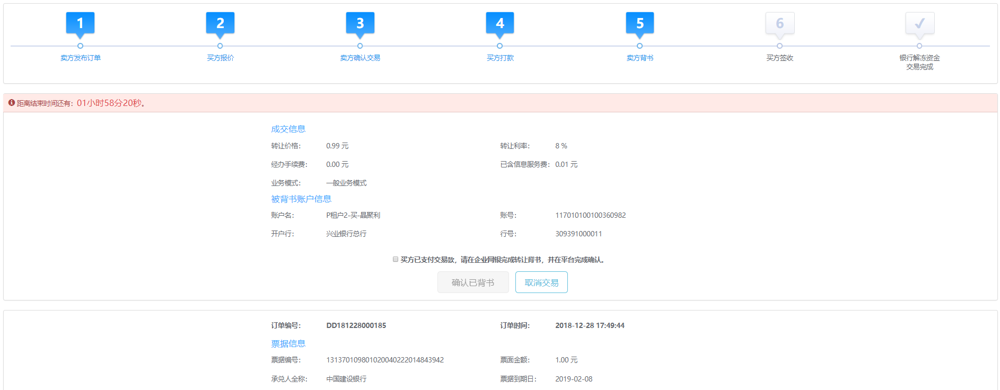 1 2 3 4 5 6
卖方发布订单 买方报价 卖方确认交易 买方打款 卖方背书 买方签收 银行解冻资金
交易完成
距离结束时间还有：01小时58分20秒。
成交信息
转让价格： 0.99 元 转让利率： 8 %
经办手续费： 0.00 元 已含信息服务费： 0.01 元
业务模式： 一般业务模式
被背书账户信息
账户名： P租户2-买-晶聚利 账号： 117010100100360982
开户行： 兴业银行总行 行号： 309391000011
买方已支付交易款，请在企业网银完成转让背书，并在平台完成确认。
确认已背书 取消交易
订单编号： DD181228000185 订单时间： 2018-12-28 17:49:44
票据信息
票据编号： 131370109801020040222014843942 票面金额： 1.00 元
承兑人全称： 中国建设银行 票据到期日： 2019-02-08